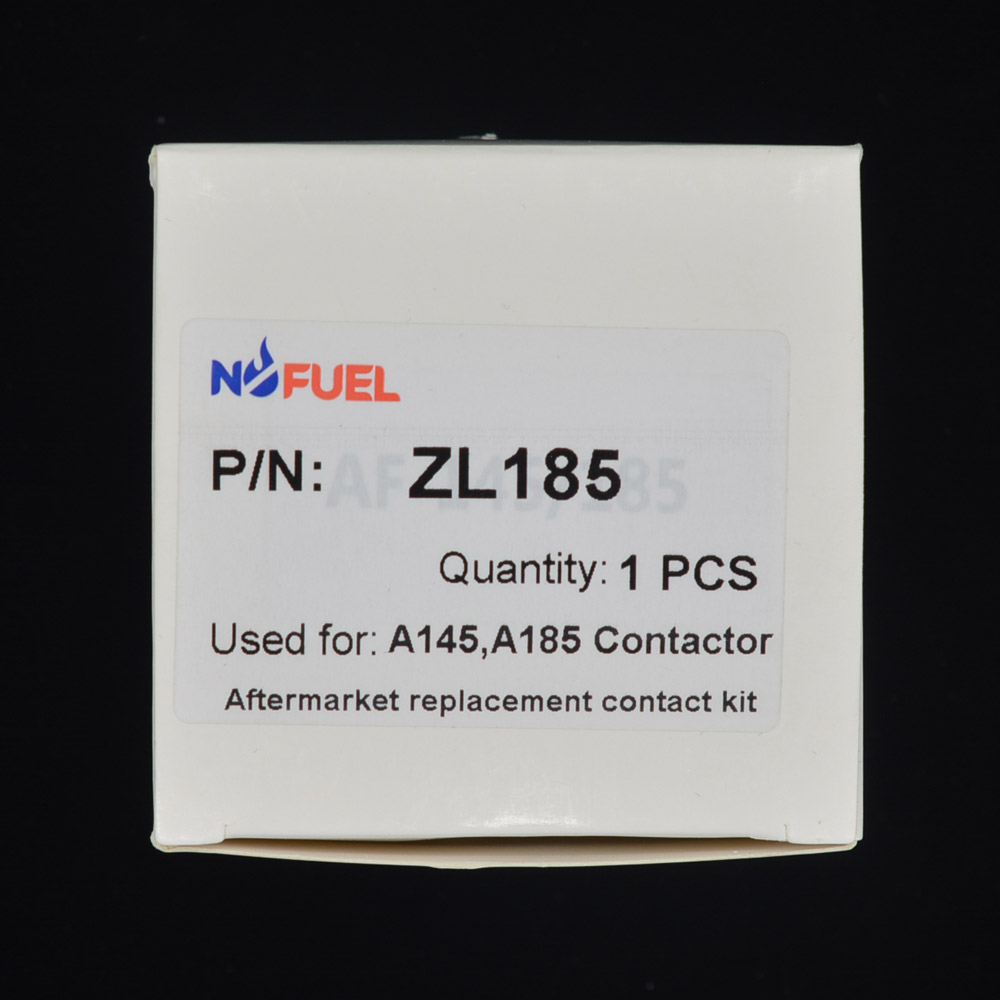 NOFUEL
P/N: ZL185
Quantity: 1 PCS
Used for: A145,A185 Contactor
Aftermarket replacement contact kit